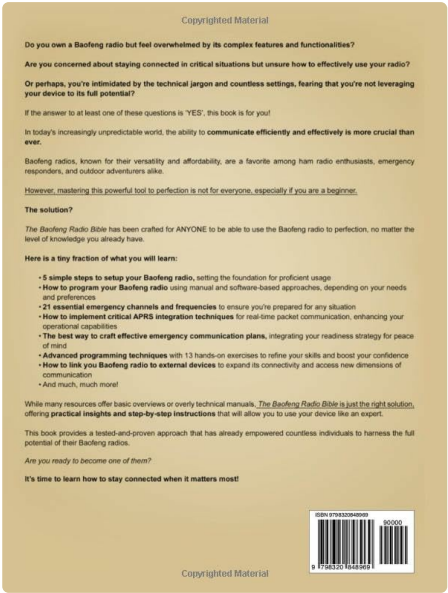 Copyrighted Material
Do you own a Baofeng radio but feel overwhelmed by its complex features and functionalities?
Are you concerned about staying connected in critical situations but unsure how to effectively use your radio?
Or perhaps, you're intimidated by the technical jargon and countless settings, fearing that you're not leveraging
your device to its full potential?
If the answer to at least one of these questions is 'YES', this book is for you!
In today's increasingly unpredictable world, the ability to communicate efficiently and effectively is more crucial than
ever.
Baofeng radios, known for their versatility and affordability, are a favorite among ham radio enthusiasts, emergency
responders, and outdoor adventurers alike.
However, mastering this powerful tool to perfection is not for everyone, especially if you are a beginner.
The solution?
The Baofeng Radio Bible has been crafted for ANYONE to be able to use the Baofeng radio to perfection, no matter the
level of knowledge you already have.
Here is a tiny fraction of what you will learn:
• 5 simple steps to setup your Baofeng radio, setting the foundation for proficient usage
• How to program your Baofeng radio using manual and software-based approaches, depending on your needs
and preferences
• 21 essential emergency channels and frequencies to ensure you're prepared for any situation
• How to implement critical APRS integration techniques for real-time packet communication, enhancing your
operational capabilities
• The best way to craft effective emergency communication plans, integrating your readiness strategy for peace
of mind
• Advanced programming techniques with 13 hands-on exercises to refine your skills and boost your confidence
• How to link you Baofeng radio to external devices to expand its connectivity and access new dimensions of
communication
• And much, much more!
While many resources offer basic overviews or overly technical manuals, The Baofeng Radio Bible is just the right solution,
offering practical insights and step-by-step instructions that will allow you to use your device like an expert.
This book provides a tested-and-proven approach that has already empowered countless individuals to harness the full
potential of their Baofeng radios.
Are you ready to become one of them?
It's time to learn how to stay connected when it matters most!
ISBN 9798320848969
90000
9 798320 848969
Copyrighted Material